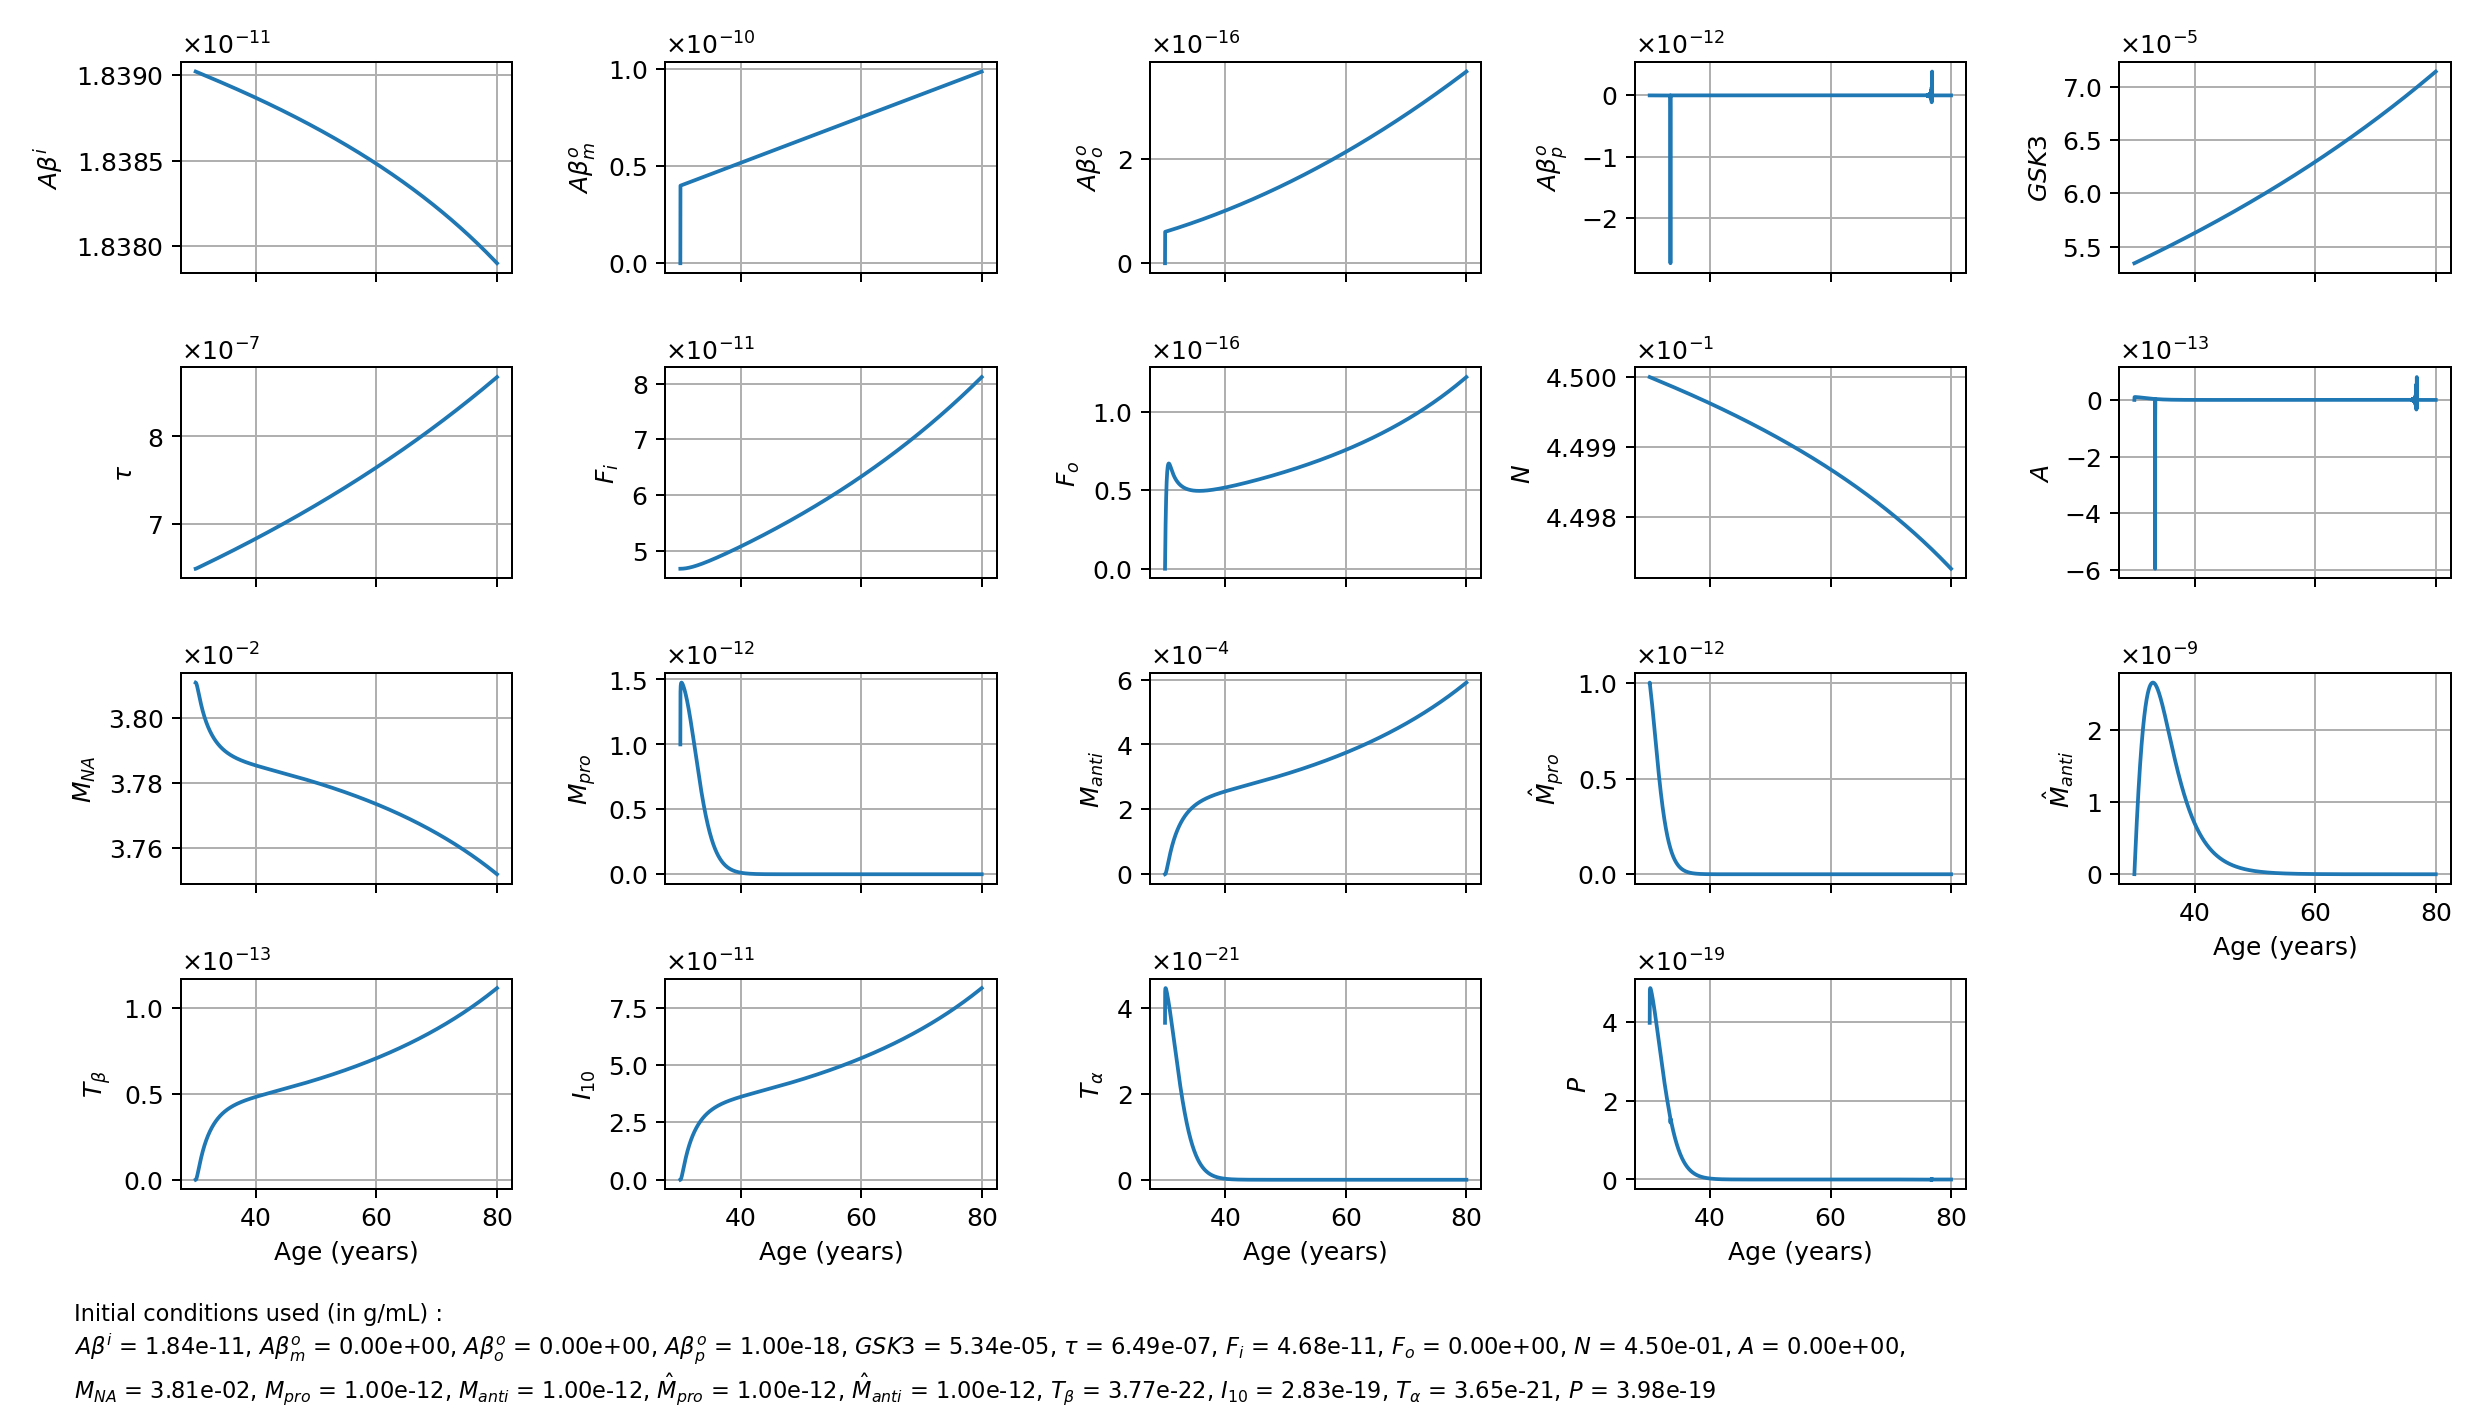 ×10⁻¹¹ ×10⁻¹⁰ ×10⁻¹⁶ ×10⁻¹² ×10⁻⁵
Aβⁱ 1.8390 1.8385 1.8380
Aβₘᵒ 1.0 0.5 0.0
Aβₒᵒ 2 0
Aβₚᵒ 0 −1 −2
GSK3 7.0 6.5 6.0 5.5
×10⁻⁷ ×10⁻¹¹ ×10⁻¹⁶ ×10⁻¹ ×10⁻¹³
τ 8 7
Fᵢ 8 7 6 5
Fₒ 1.0 0.5 0.0
N 4.500 4.499 4.498
A 0 −2 −4 −6
×10⁻² ×10⁻¹² ×10⁻⁴ ×10⁻¹² ×10⁻⁹
M_NA 3.80 3.78 3.76
M_pro 1.5 1.0 0.5 0.0
M_anti 6 4 2 0
M̂_pro 1.0 0.5 0.0
M̂_anti 2 1 0
40 60 80
Age (years)
×10⁻¹³ ×10⁻¹¹ ×10⁻²¹ ×10⁻¹⁹
T_β 1.0 0.5 0.0
I₁₀ 7.5 5.0 2.5 0.0
T_α 4 2 0
P 4 2 0
40 60 80 40 60 80 40 60 80 40 60 80
Age (years) Age (years) Age (years) Age (years)
Initial conditions used (in g/mL) :
Aβⁱ = 1.84e-11, Aβₘᵒ = 0.00e+00, Aβₒᵒ = 0.00e+00, Aβₚᵒ = 1.00e-18, GSK3 = 5.34e-05, τ = 6.49e-07, Fᵢ = 4.68e-11, Fₒ = 0.00e+00, N = 4.50e-01, A = 0.00e+00,
M_NA = 3.81e-02, M_pro = 1.00e-12, M_anti = 1.00e-12, M̂_pro = 1.00e-12, M̂_anti = 1.00e-12, T_β = 3.77e-22, I₁₀ = 2.83e-19, T_α = 3.65e-21, P = 3.98e-19